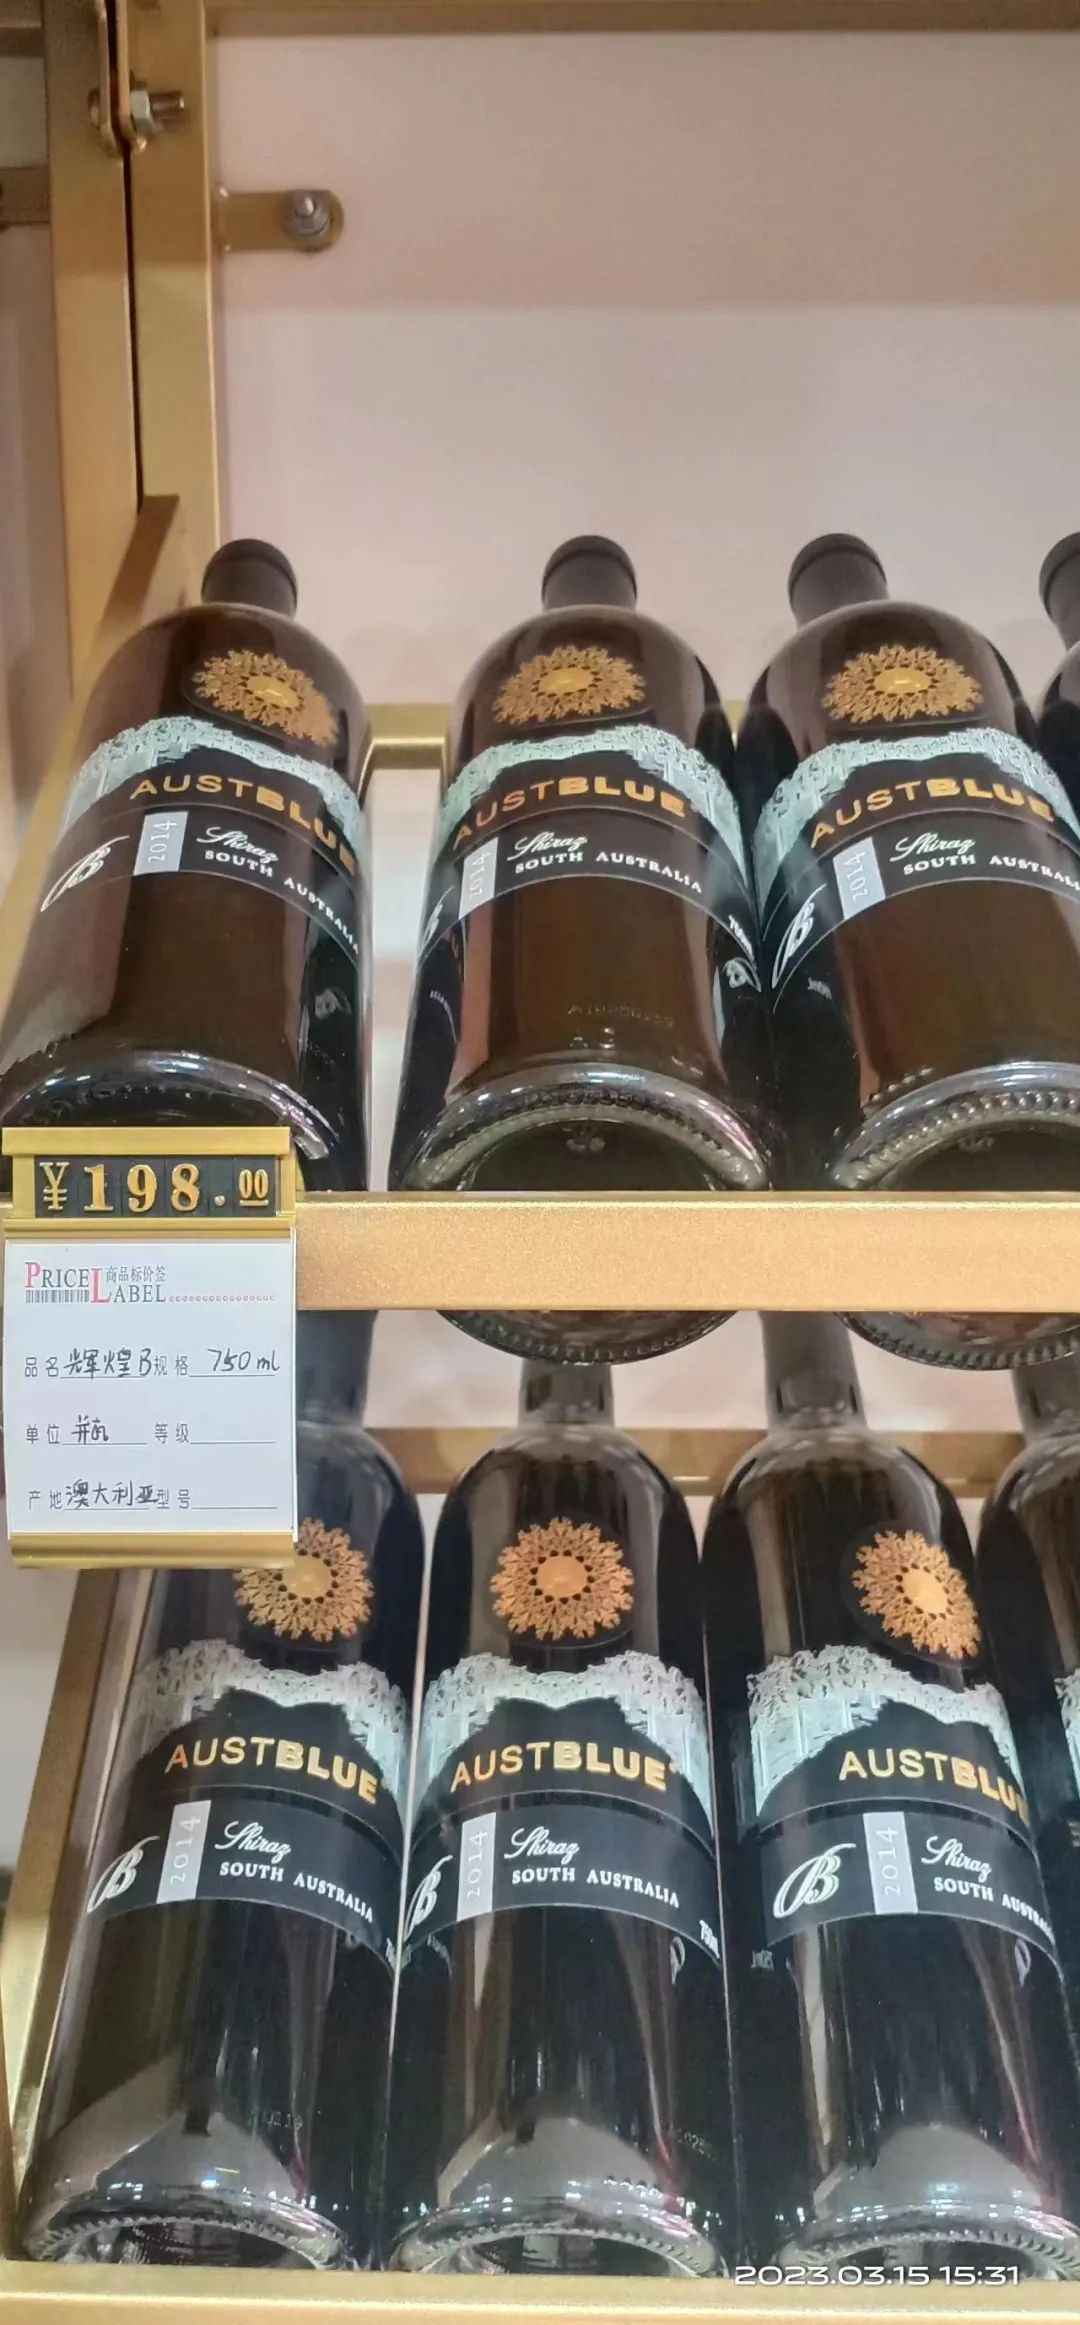 AUSTBLUE
2014
Shiraz
SOUTH AUSTRALIA
B
AUSTBLUE
2014
Shiraz
SOUTH AUSTRALIA
B
AUSTBLUE
2014
Shiraz
SOUTH AUSTRALIA
B
¥198.00
PRICE LABEL 商品标价签
品名 辉煌B 规格 750ml
单位 瓶 等级
产地 澳大利亚 型号
AUSTBLUE
B 2014 Shiraz
SOUTH AUSTRALIA
AUSTBLUE
B 2014 Shiraz
SOUTH AUSTRALIA
750mL
AUSTBLU
B 2014 Shiraz
SOUTH AUSTRALIA
2023.03.15 15:31